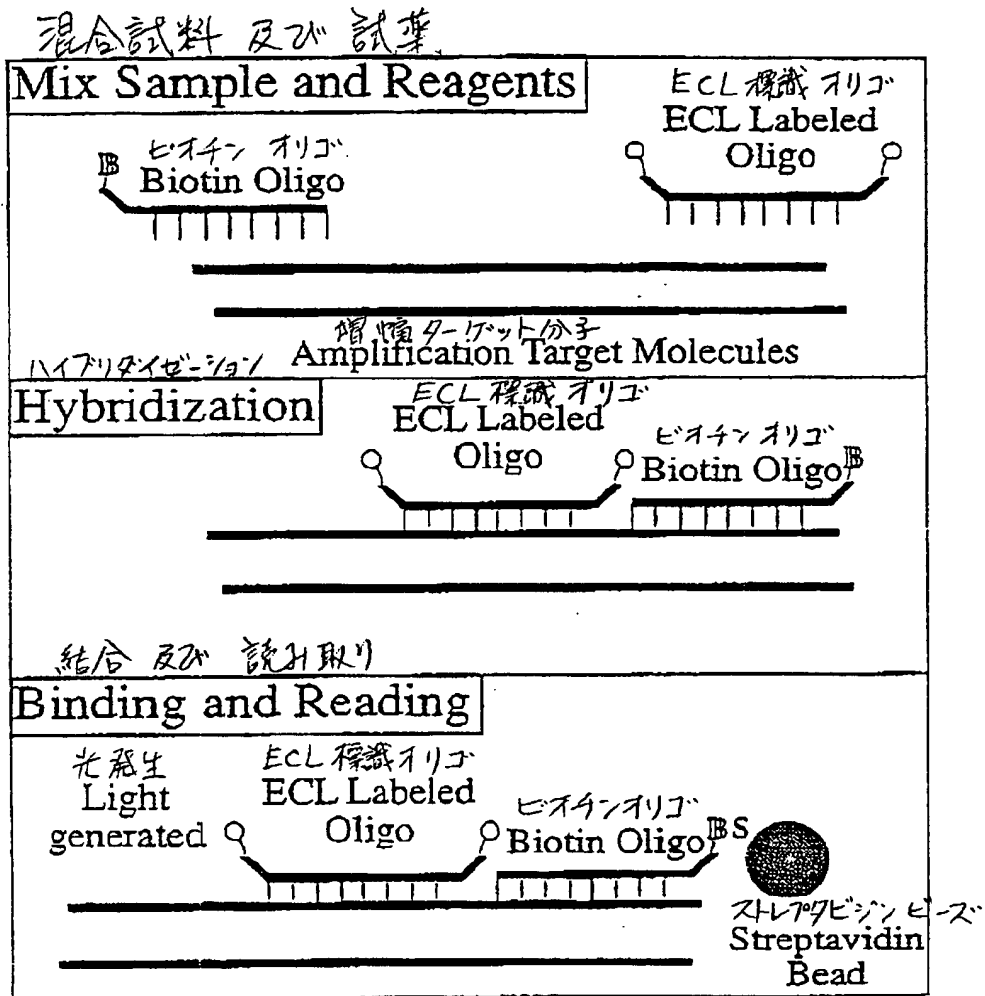 混合試料 及び 試薬
Mix Sample and Reagents
ECL標識 オリゴ
ECL Labeled
Oligo
ビオチン オリゴ
B
Biotin Oligo
増幅ターゲット分子
Amplification Target Molecules
ハイブリダイゼーション
Hybridization
ECL標識 オリゴ
ECL Labeled
Oligo
ビオチン オリゴ
Biotin Oligo B
結合 及び 読み取り
Binding and Reading
光発生
Light
generated
ECL標識オリゴ
ECL Labeled
Oligo
ビオチンオリゴ
Biotin Oligo B S
ストレプタビジン ビーズ
Streptavidin
Bead